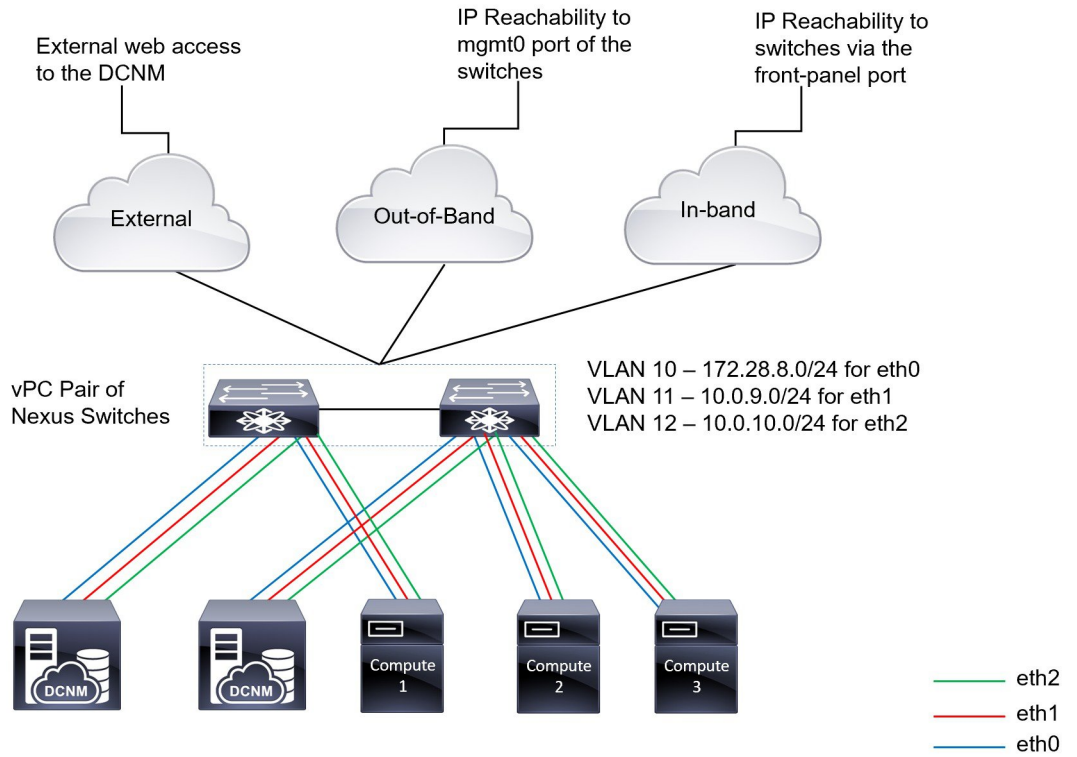 External web access
to the DCNM
IP Reachability to
mgmt0 port of the
switches
IP Reachability to
switches via the
front-panel port
External
Out-of-Band
In-band
vPC Pair of
Nexus Switches
VLAN 10 – 172.28.8.0/24 for eth0
VLAN 11 – 10.0.9.0/24 for eth1
VLAN 12 – 10.0.10.0/24 for eth2
DCNM
DCNM
Compute
1
Compute
2
Compute
3
eth2
eth1
eth0